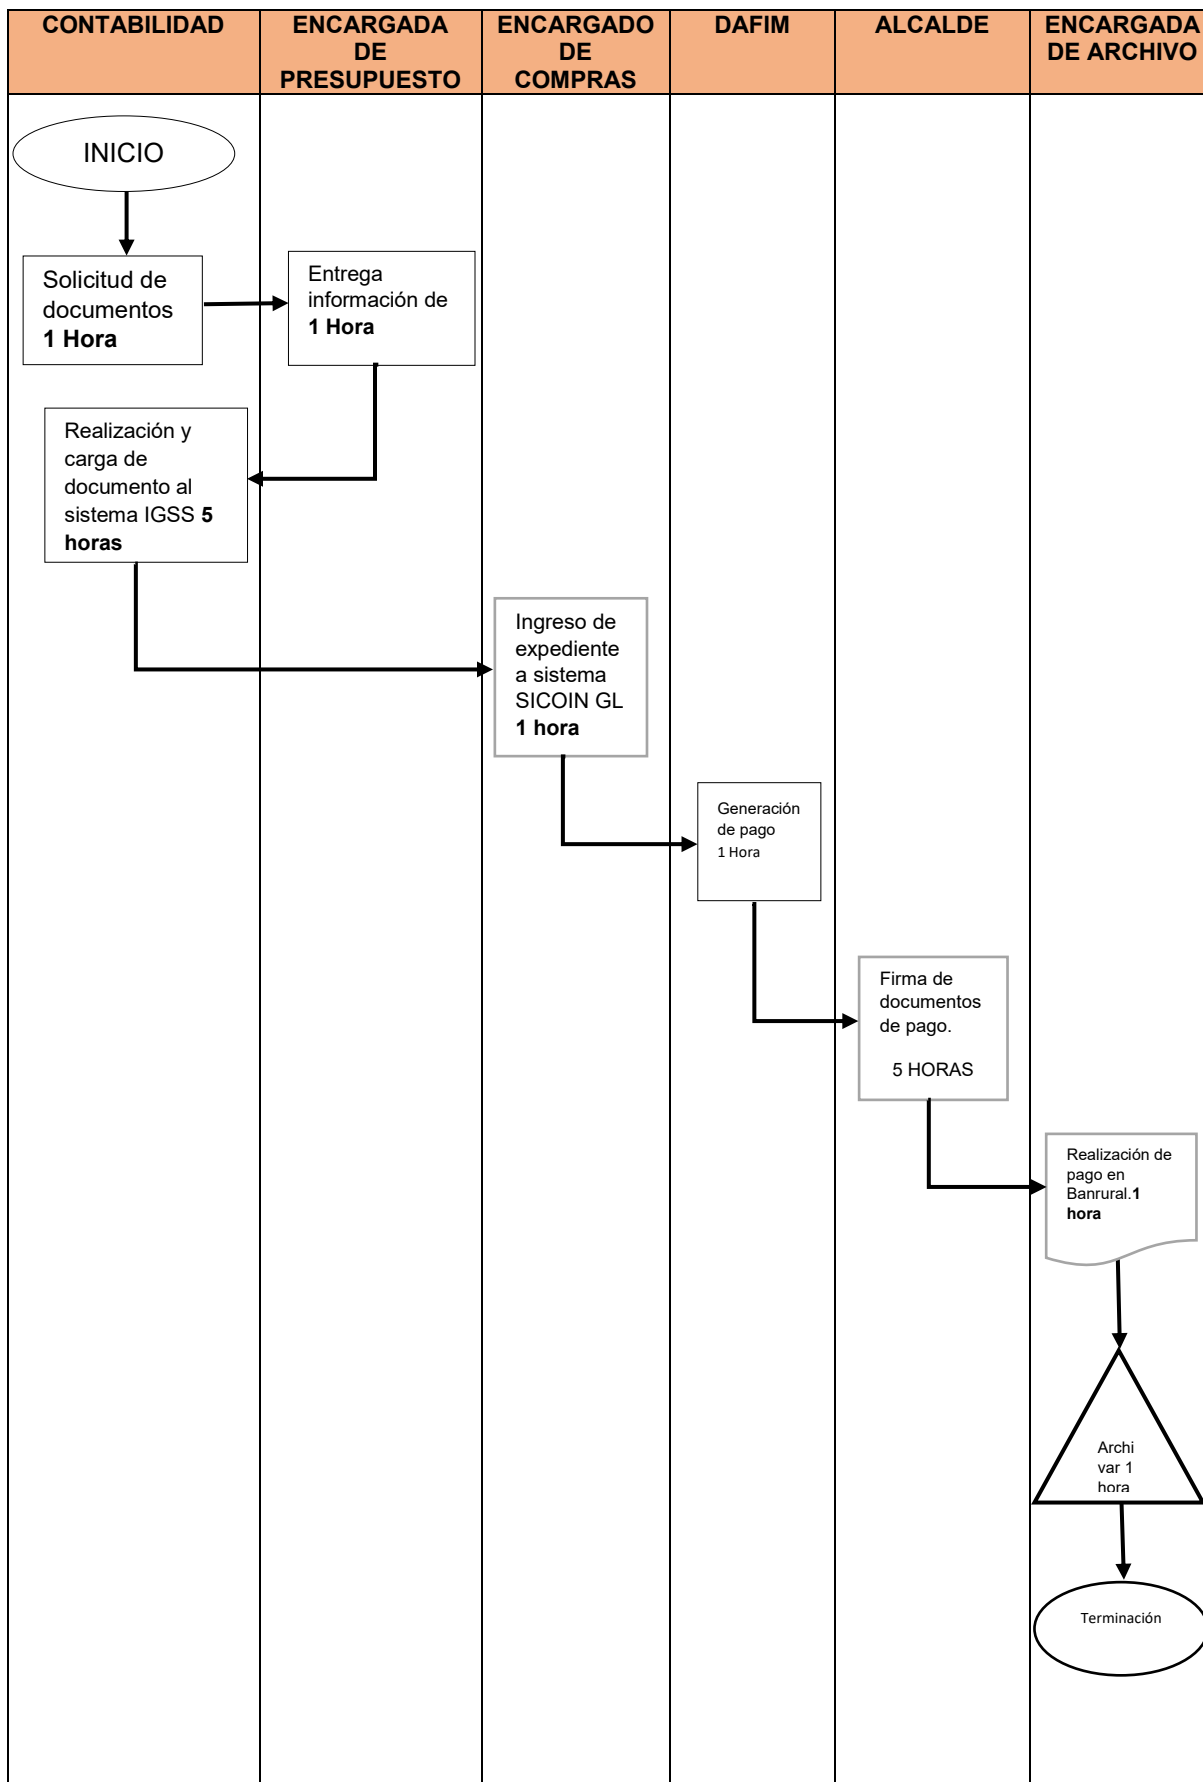 CONTABILIDAD
ENCARGADA
DE
PRESUPUESTO
ENCARGADO
DE
COMPRAS
DAFIM
ALCALDE
ENCARGADA
DE ARCHIVO
INICIO
Solicitud de
documentos
1 Hora
Entrega
información de
1 Hora
Realización y
carga de
documento al
sistema IGSS 5
horas
Ingreso de
expediente
a sistema
SICOIN GL
1 hora
Generación
de pago
1 Hora
Firma de
documentos
de pago.
5 HORAS
Realización de
pago en
Banrural.1
hora
Archi
var 1
hora
Terminación